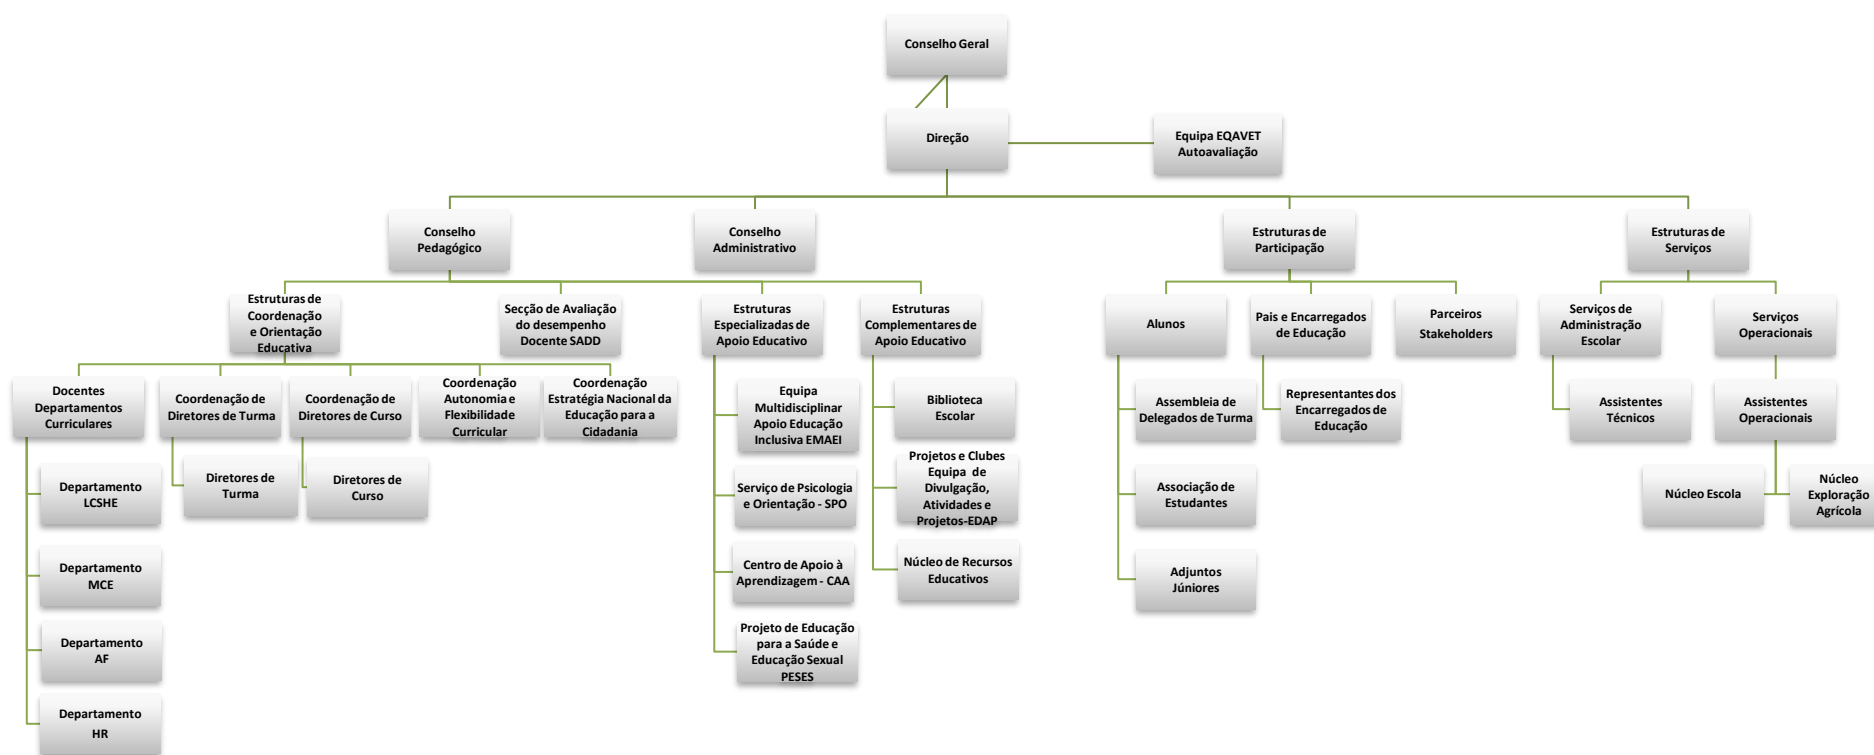 Conselho Geral
Direção
Equipa EQAVET
Autoavaliação
Conselho
Pedagógico
Conselho
Administrativo
Estruturas de
Participação
Estruturas de
Serviços
Estruturas de
Coordenação
e Orientação
Educativa
Secção de Avaliação
do desempenho
Docente SADD
Estruturas
Especializadas de
Apoio Educativo
Estruturas
Complementares de
Apoio Educativo
Alunos
Pais e Encarregados
de Educação
Parceiros
Stakeholders
Serviços de
Administração
Escolar
Serviços
Operacionais
Docentes
Departamentos
Curriculares
Coordenação de
Diretores de Turma
Coordenação de
Diretores de Curso
Coordenação
Autonomia e
Flexibilidade
Curricular
Coordenação
Estratégia Nacional da
Educação para a
Cidadania
Equipa
Multidisciplinar
Apoio Educação
Inclusiva EMAEI
Biblioteca
Escolar
Assembleia de
Delegados de Turma
Representantes dos
Encarregados de
Educação
Assistentes
Técnicos
Assistentes
Operacionais
Departamento
LCSHE
Diretores de
Turma
Diretores de
Curso
Serviço de Psicologia
e Orientação - SPO
Projetos e Clubes
Equipa de
Divulgação,
Atividades e
Projetos-EDAP
Associação de
Estudantes
Núcleo Escola
Núcleo
Exploração
Agrícola
Departamento
MCE
Centro de Apoio à
Aprendizagem - CAA
Núcleo de Recursos
Educativos
Adjuntos
Júniores
Departamento
AF
Projeto de Educação
para a Saúde e
Educação Sexual
PESES
Departamento
HR